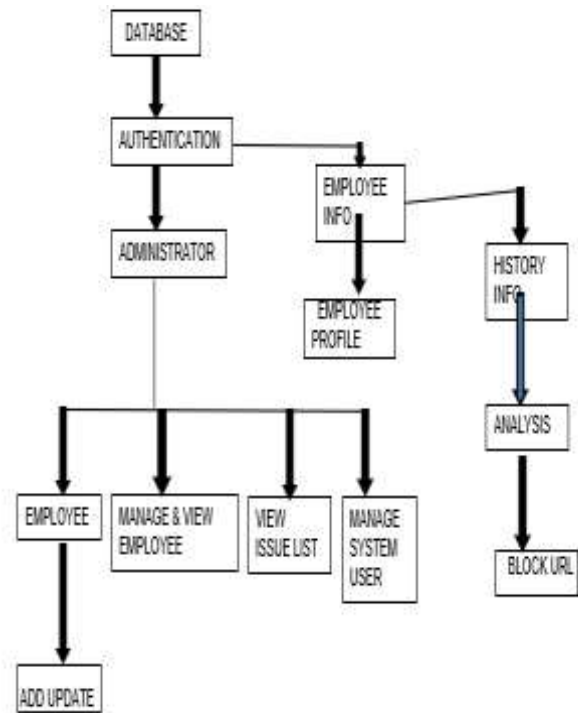 DATABASE
AUTHENTICATION
EMPLOYEE
INFO
ADMINISTRATOR
HISTORY
INFO
EMPLOYEE
PROFILE
ANALYSIS
EMPLOYEE
MANAGE & VIEW
EMPLOYEE
VIEW
ISSUE LIST
MANAGE
SYSTEM
USER
BLOCK URL
ADD UPDATE